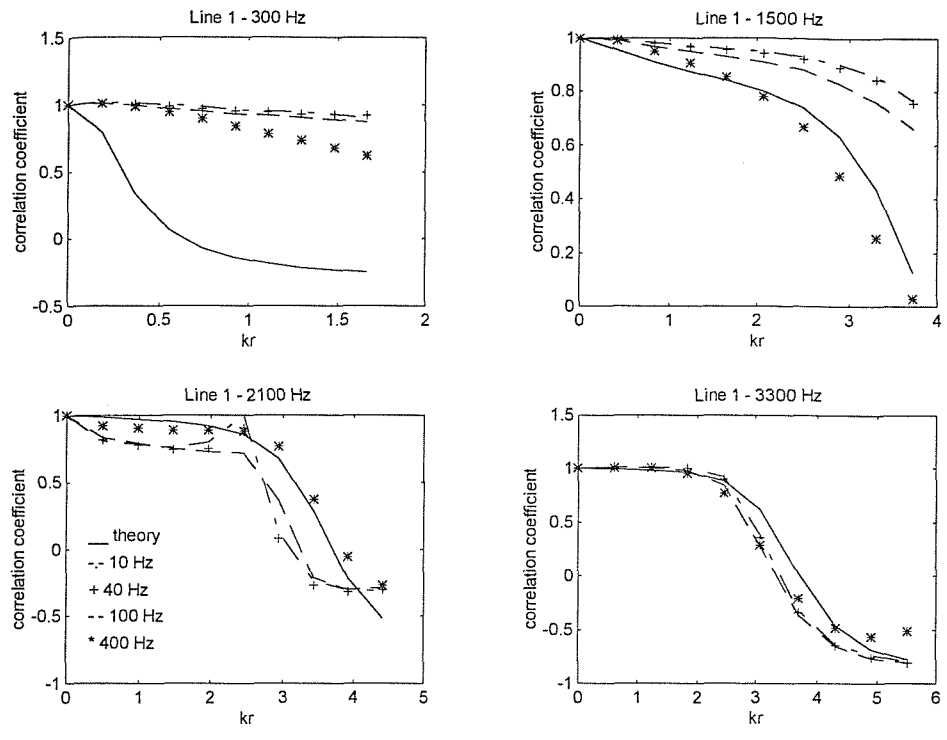 Line 1 - 300 Hz
1.5
1
0.5
0
-0.5
correlation coefficient
0 0.5 1 1.5 2
kr
Line 1 - 1500 Hz
1
0.8
0.6
0.4
0.2
0
correlation coefficient
0 1 2 3 4
kr
Line 1 - 2100 Hz
1
0.5
0
-0.5
-1
correlation coefficient
— theory
-·- 10 Hz
+ 40 Hz
-- 100 Hz
* 400 Hz
0 1 2 3 4 5
kr
Line 1 - 3300 Hz
1.5
1
0.5
0
-0.5
-1
correlation coefficient
0 1 2 3 4 5 6
kr